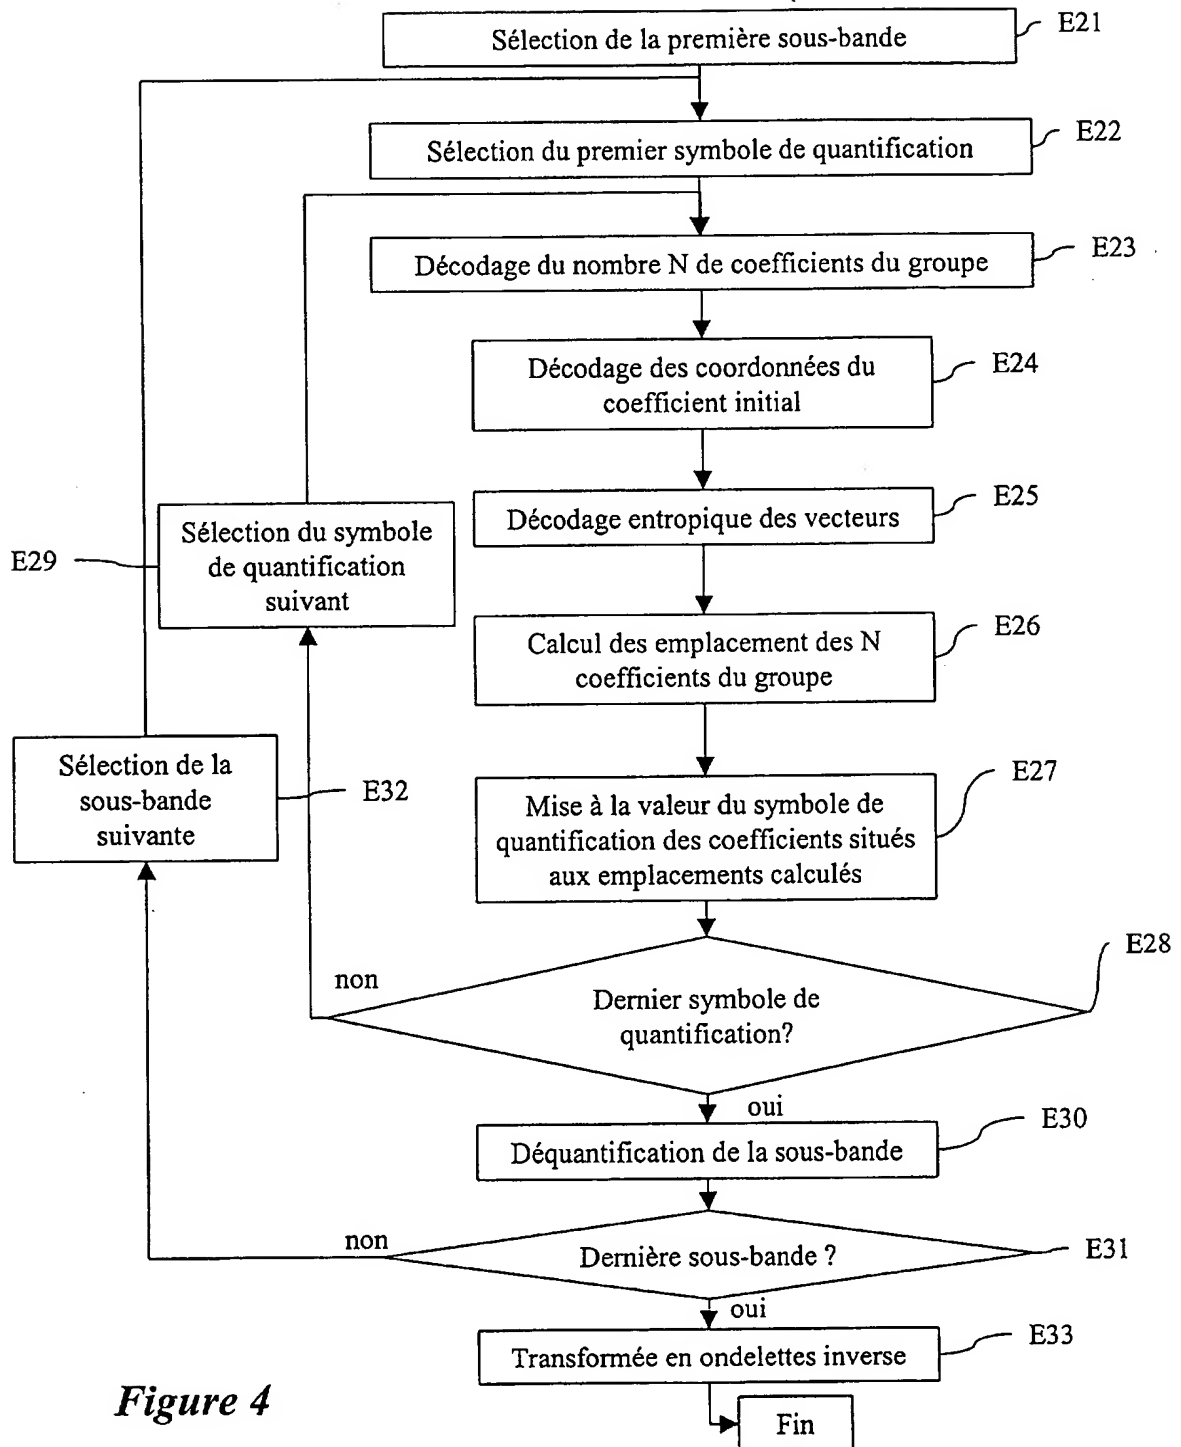 Sélection de la première sous-bande
E21
Sélection du premier symbole de quantification
E22
Décodage du nombre N de coefficients du groupe
E23
Décodage des coordonnées du
coefficient initial
E24
Décodage entropique des vecteurs
E25
E29
Sélection du symbole
de quantification
suivant
Calcul des emplacement des N
coefficients du groupe
E26
Sélection de la
sous-bande
suivante
E32
Mise à la valeur du symbole de
quantification des coefficients situés
aux emplacements calculés
E27
non
Dernier symbole de
quantification?
E28
oui
Déquantification de la sous-bande
E30
non
Dernière sous-bande ?
E31
oui
Transformée en ondelettes inverse
E33
Fin
Figure 4